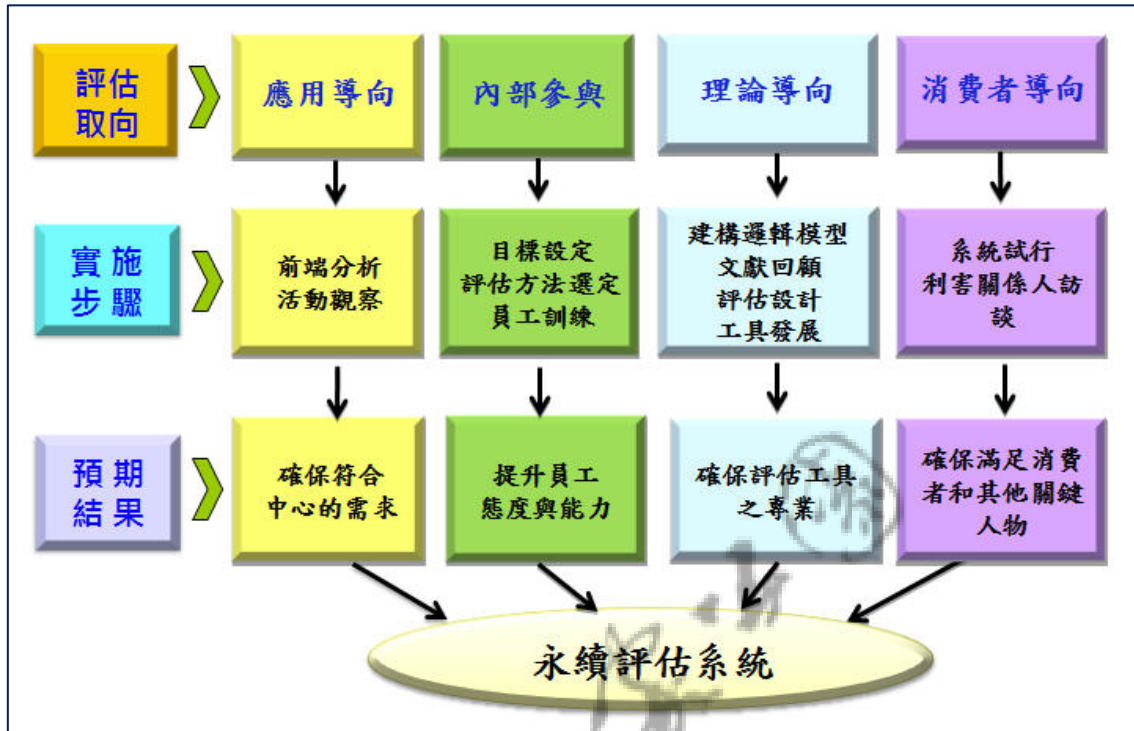 評估
取向
應用導向
內部參與
理論導向
消費者導向
實施
步驟
前端分析
活動觀察
目標設定
評估方法選定
員工訓練
建構邏輯模型
文獻回顧
評估設計
工具發展
系統試行
利害關係人訪
談
預期
結果
確保符合
中心的需求
提升員工
態度與能力
確保評估工具
之專業
確保滿足消費
者和其他關鍵
人物
永續評估系統